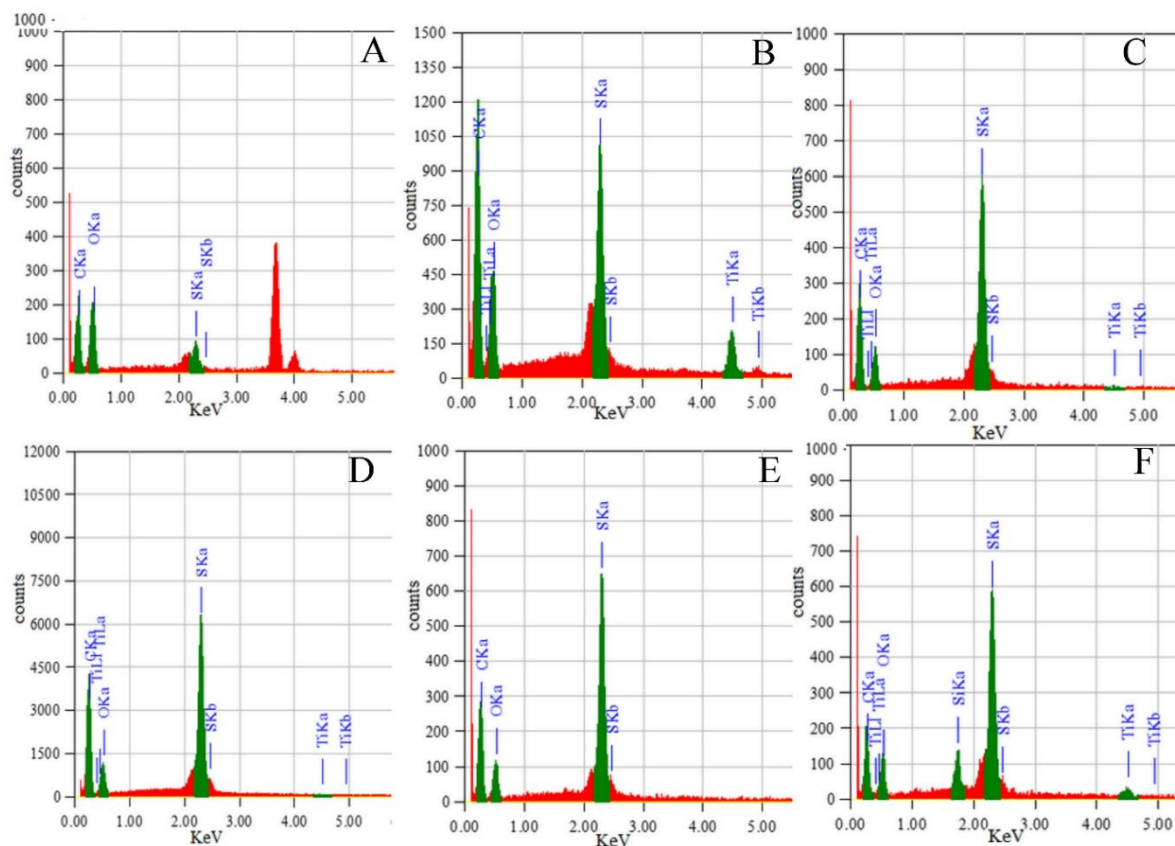 A
1000
1000
900
800
700
600
500
400
300
200
100
0
counts
CKa
OKa
SKa
SKb
0.00 1.00 2.00 3.00 4.00 5.00
KeV
B
1500
1350
1200
1050
900
750
600
450
300
150
0
counts
CKa
TiLl
TiLa
OKa
SKa
SKb
TiKa
TiKb
0.00 1.00 2.00 3.00 4.00 5.00
KeV
C
1000
900
800
700
600
500
400
300
200
100
0
counts
CKa
TiLl
TiLa
OKa
SKa
SKb
TiKa
TiKb
0.00 1.00 2.00 3.00 4.00 5.00
KeV
D
12000
10500
9000
7500
6000
4500
3000
1500
0
counts
CKa
TiLl
TiLa
OKa
SKa
SKb
TiKa
TiKb
0.00 1.00 2.00 3.00 4.00 5.00
KeV
E
1000
900
800
700
600
500
400
300
200
100
0
counts
CKa
OKa
SKa
SKb
0.00 1.00 2.00 3.00 4.00 5.00
KeV
F
1000
900
800
700
600
500
400
300
200
100
0
counts
CKa
TiLl
TiLa
OKa
SiKa
SKa
SKb
TiKa
TiKb
0.00 1.00 2.00 3.00 4.00 5.00
KeV